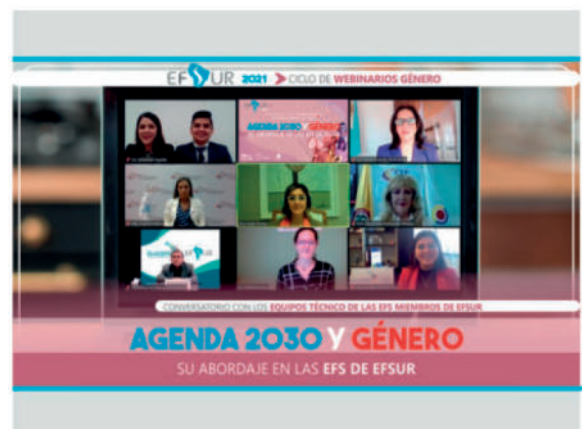 EFSUR 2021 > CICLO DE WEBINARIOS GÉNERO
AGENDA 2030 Y GÉNERO
CONVERSATORIO CON LOS EQUIPOS TÉCNICO DE LAS EFS MIEMBROS DE EFSUR
AGENDA 2030 Y GÉNERO
SU ABORDAJE EN LAS EFS DE EFSUR